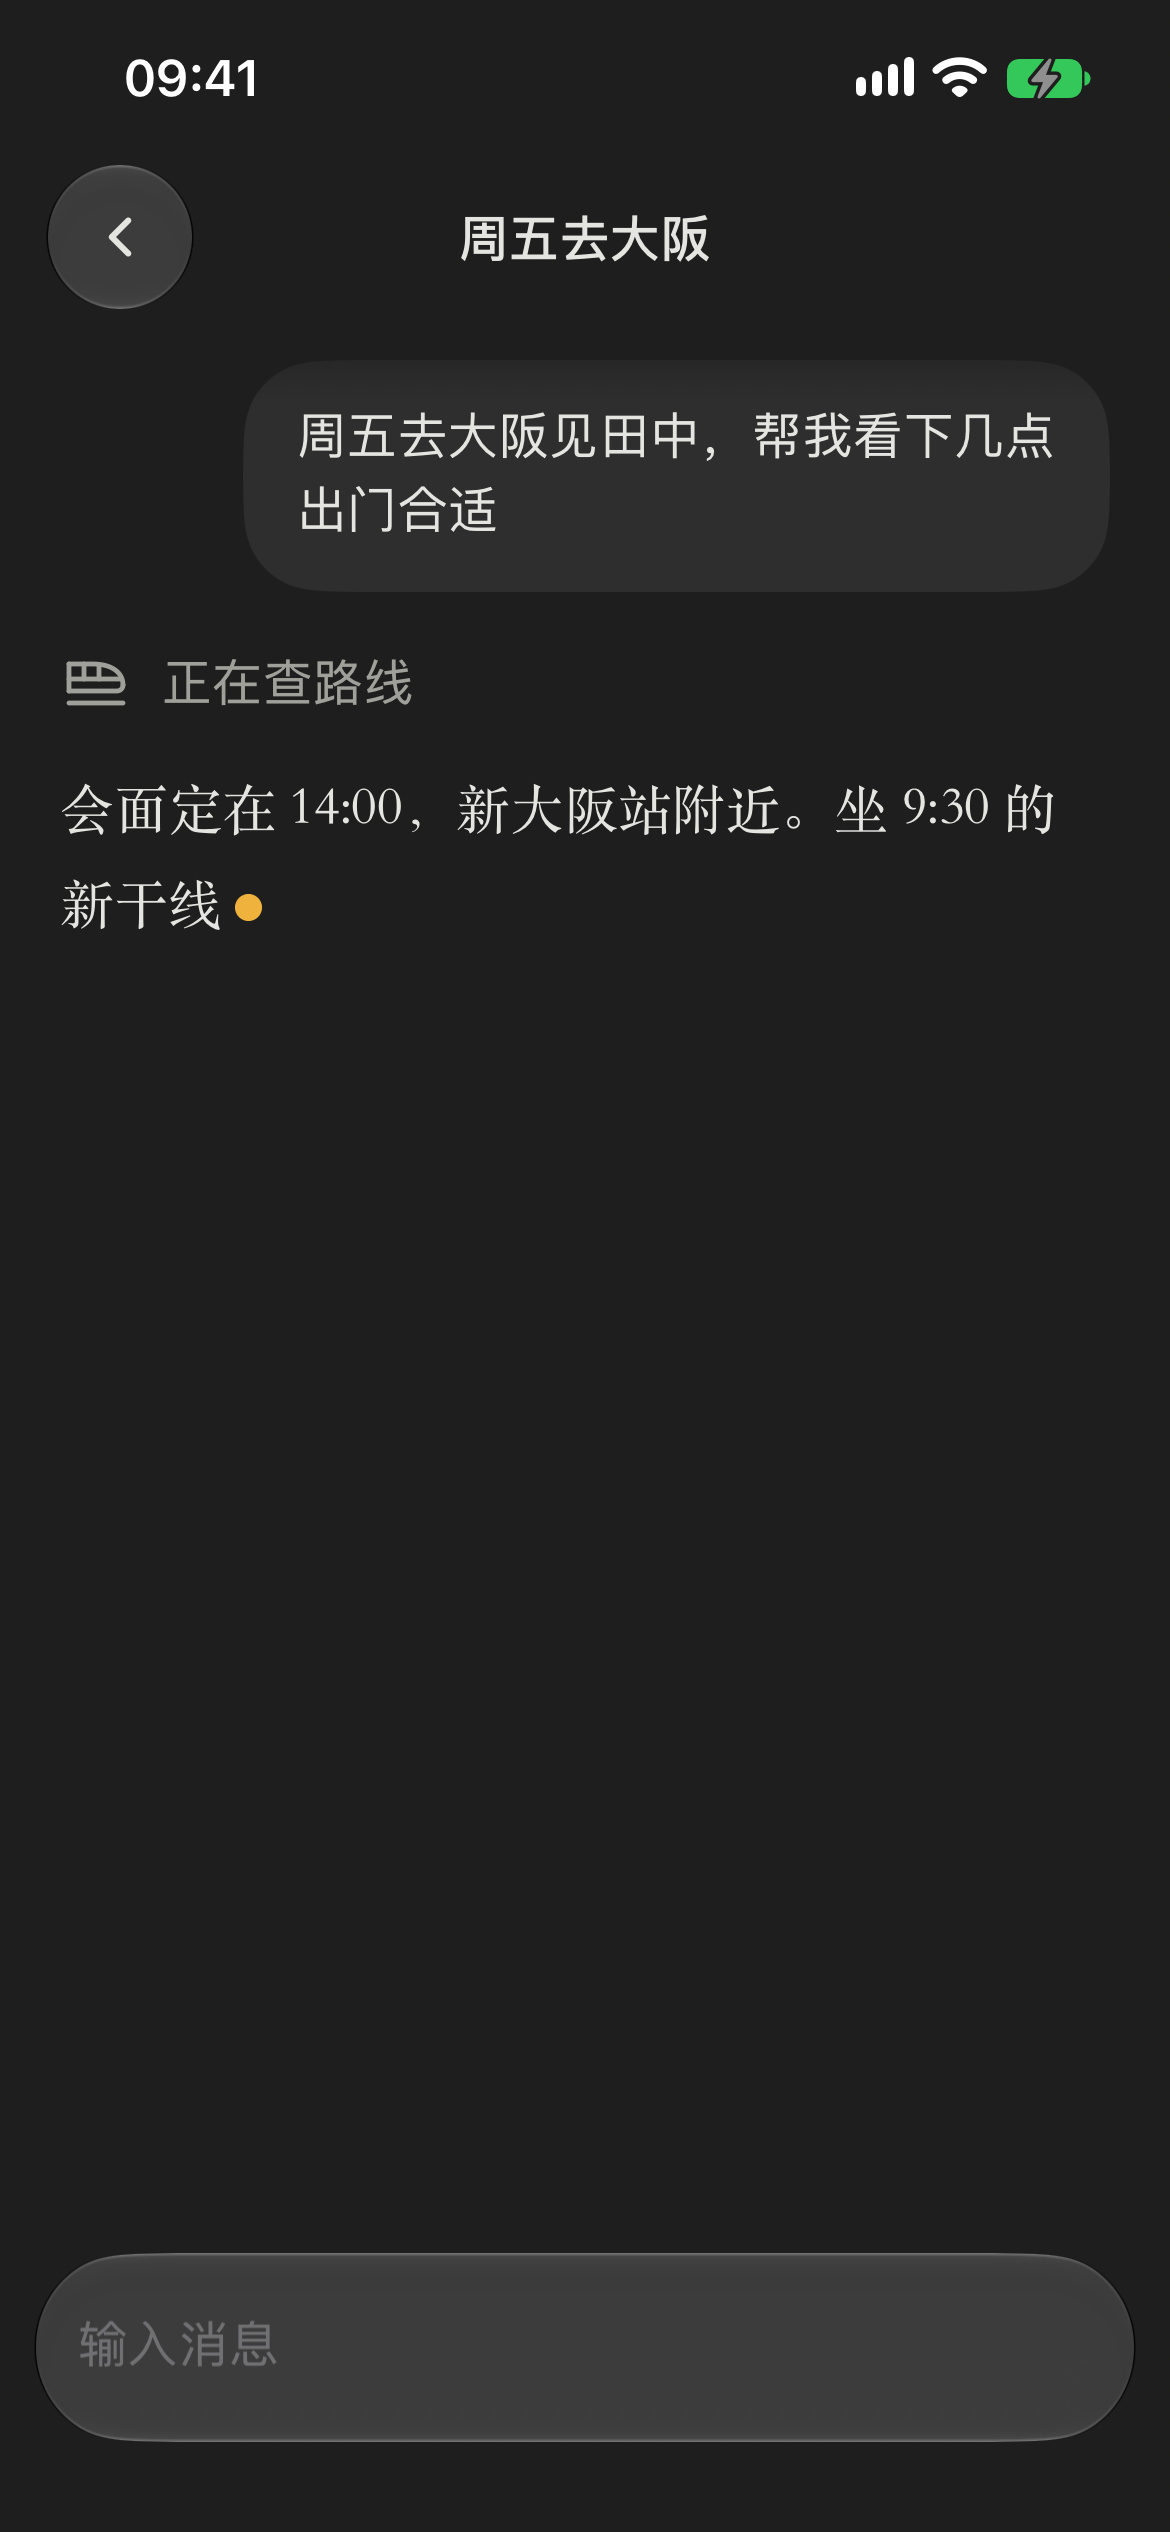 09:41
周五去大阪
周五去大阪见田中，帮我看下几点
出门合适
正在查路线
会面定在 14:00，新大阪站附近。坐 9:30 的
新干线
输入消息